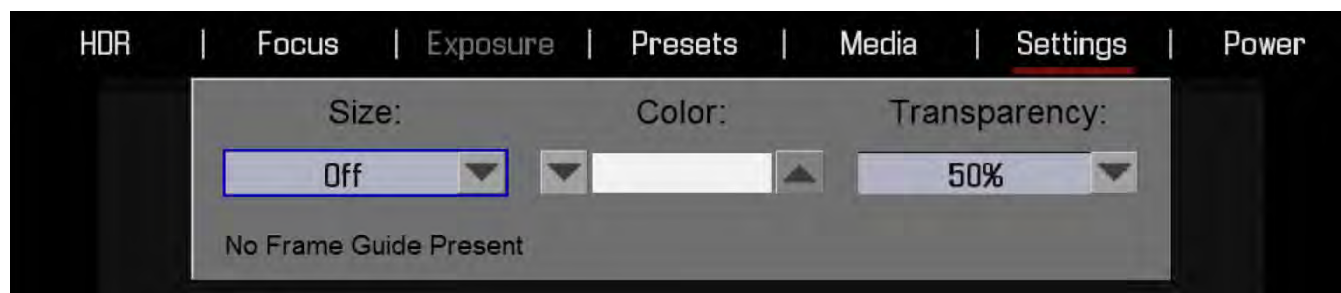 HDR | Focus | Exposure | Presets | Media | Settings | Power
Size: Color: Transparency:
Off 50%
No Frame Guide Present